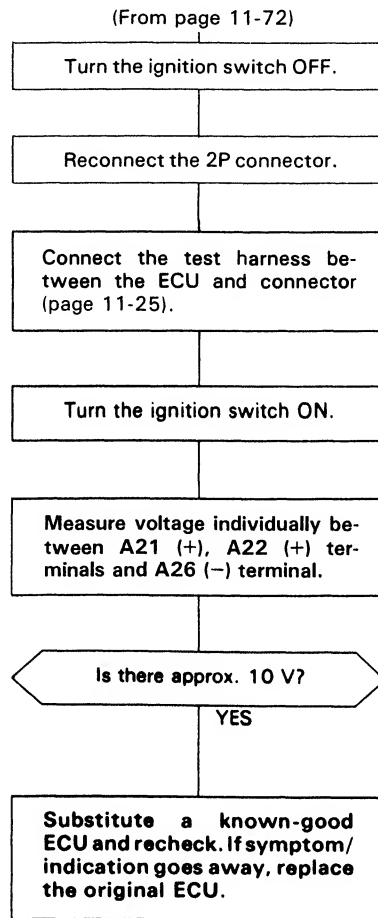 (From page 11-72)
Turn the ignition switch OFF.
Reconnect the 2P connector.
Connect the test harness be-
tween the ECU and connector
(page 11-25).
Turn the ignition switch ON.
Measure voltage individually be-
tween A21 (+), A22 (+) ter-
minals and A26 (−) terminal.
Is there approx. 10 V?
YES
Substitute a known-good
ECU and recheck. If symptom/
indication goes away, replace
the original ECU.